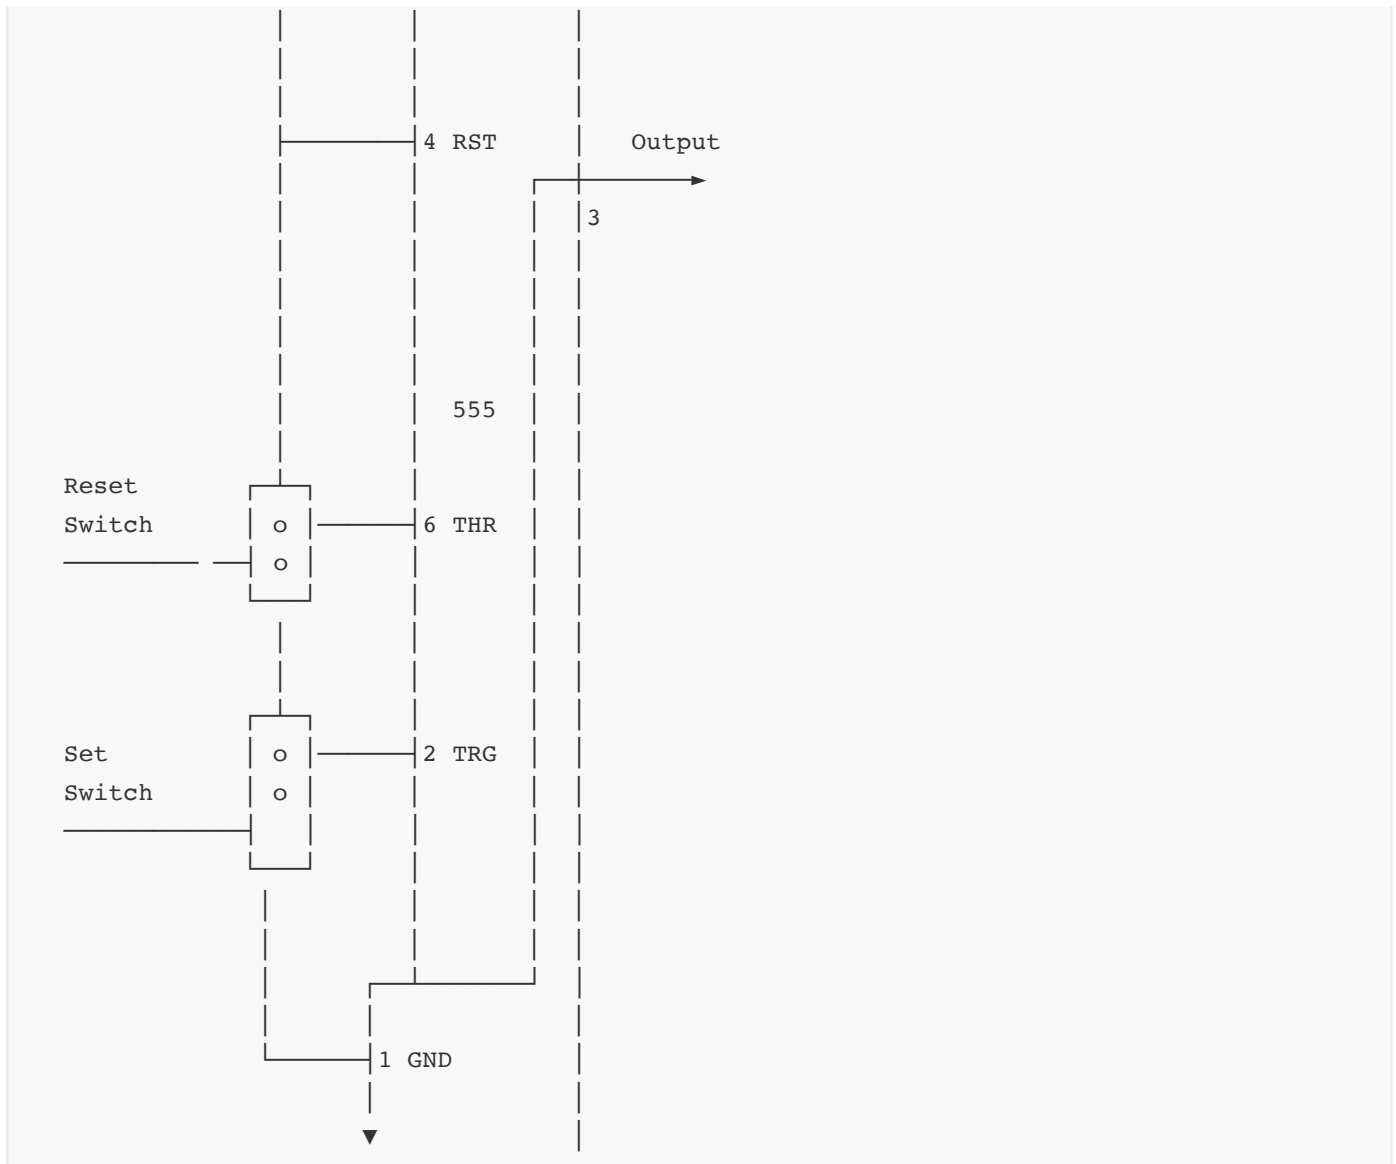 4 RST Output
3
555
Reset
Switch o 6 THR
o
Set o 2 TRG
Switch o
1 GND